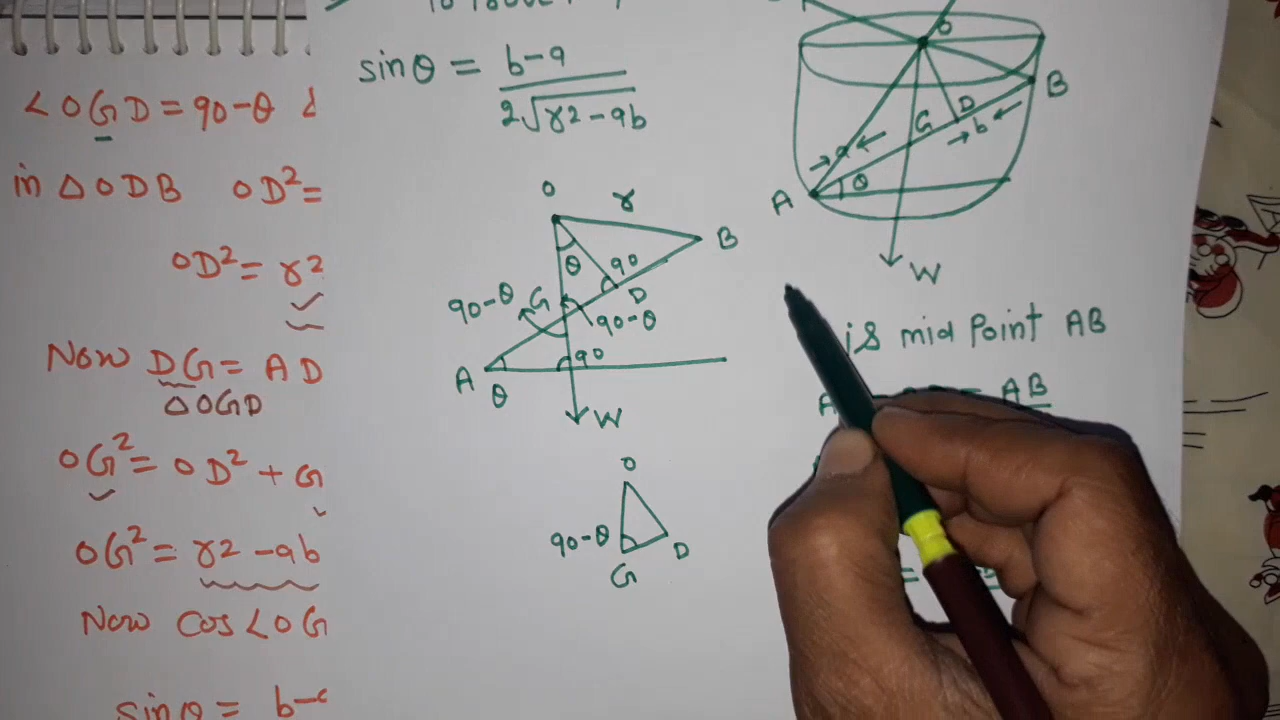 <OGD=90-θ
in ΔODB OD²=
OD²= r²
Now DG= AD
ΔOGD
OG²= OD² + G
OG²= r2 -ab
Now cos<OG
sinθ =
sinθ = b-a
2√r2-ab
O
r
B
θ
90
D
90-θ
G
90-θ
A
θ
90
W
O
90-θ
D
G
O
B
D
G
b
a
A
θ
W
is mid Point AB
A
= AB
=